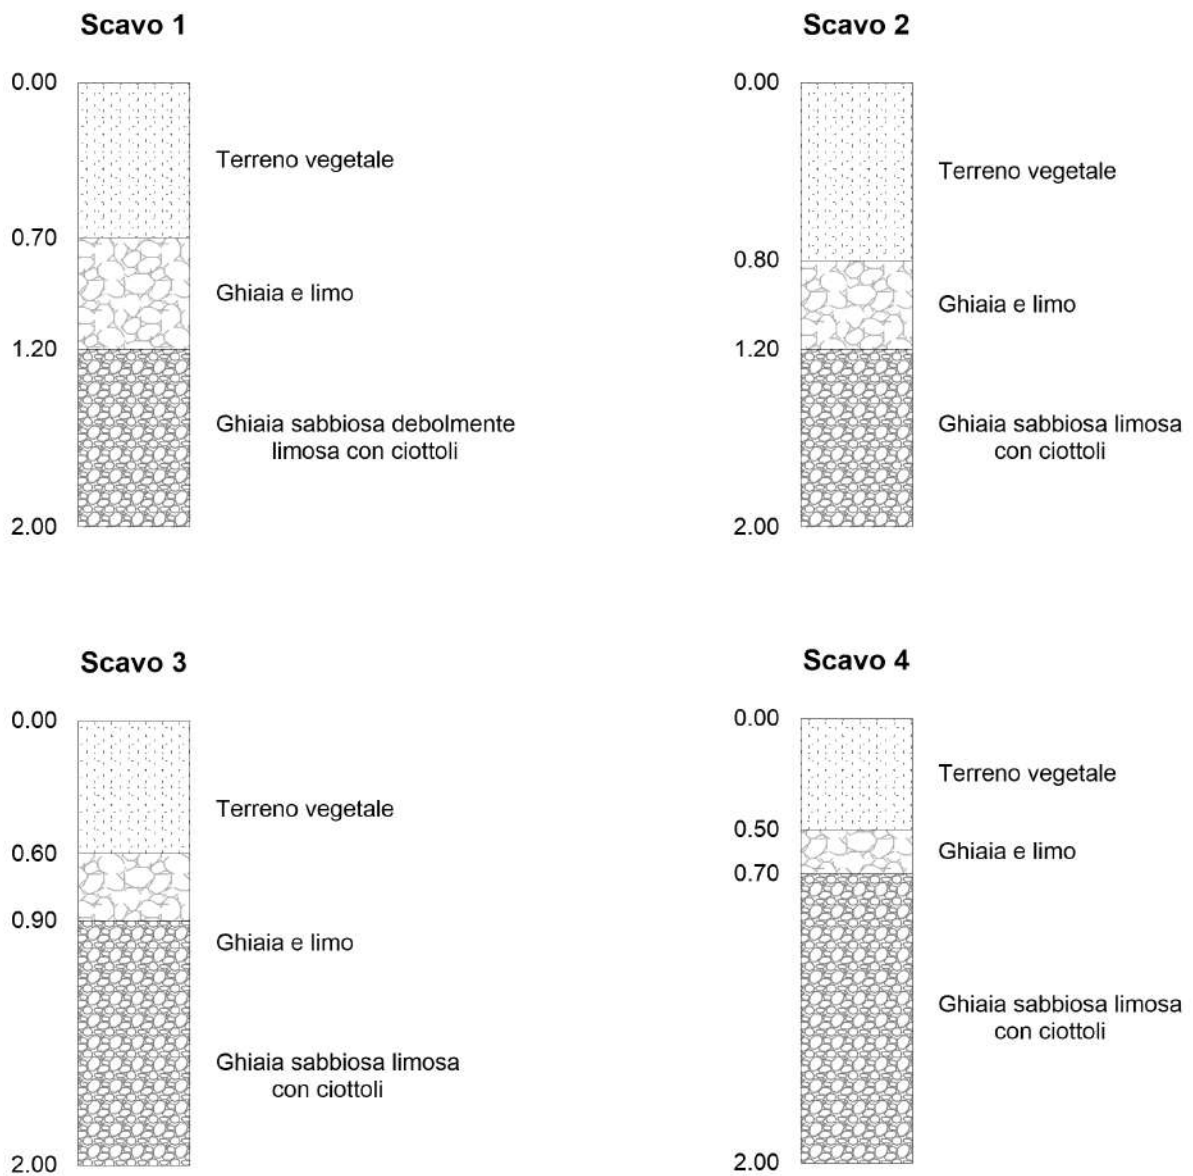 Scavo 1
0.00
Terreno vegetale
0.70
Ghiaia e limo
1.20
Ghiaia sabbiosa debolmente
limosa con ciottoli
2.00
Scavo 2
0.00
Terreno vegetale
0.80
Ghiaia e limo
1.20
Ghiaia sabbiosa limosa
con ciottoli
2.00
Scavo 3
0.00
Terreno vegetale
0.60
0.90
Ghiaia e limo
Ghiaia sabbiosa limosa
con ciottoli
2.00
Scavo 4
0.00
Terreno vegetale
0.50
Ghiaia e limo
0.70
Ghiaia sabbiosa limosa
con ciottoli
2.00